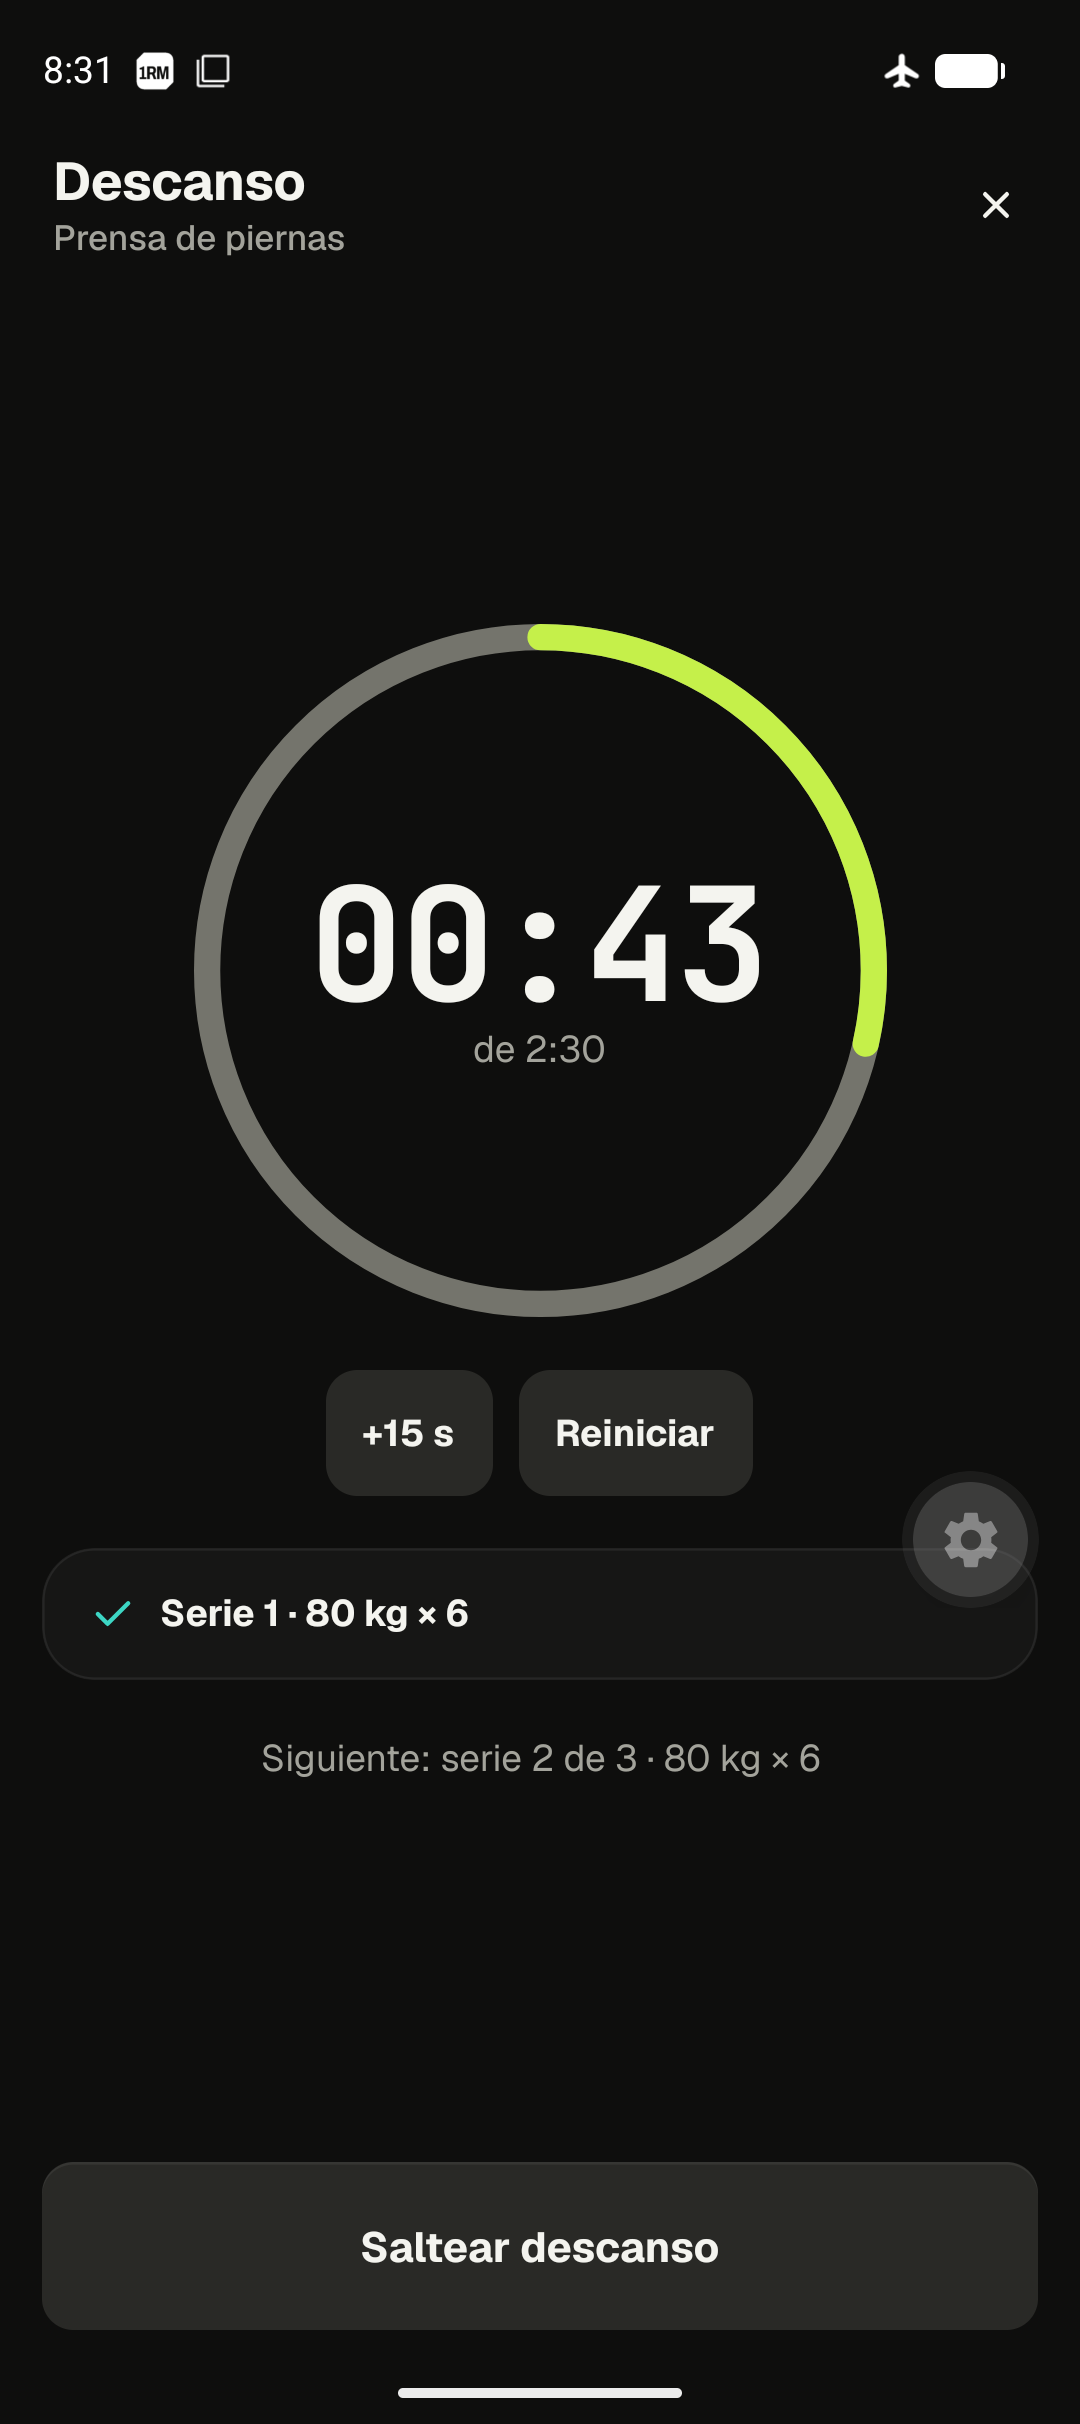 8:31
1RM
Descanso
Prensa de piernas
00:43
de 2:30
+15 s
Reiniciar
Serie 1 · 80 kg × 6
Siguiente: serie 2 de 3 · 80 kg × 6
Saltear descanso